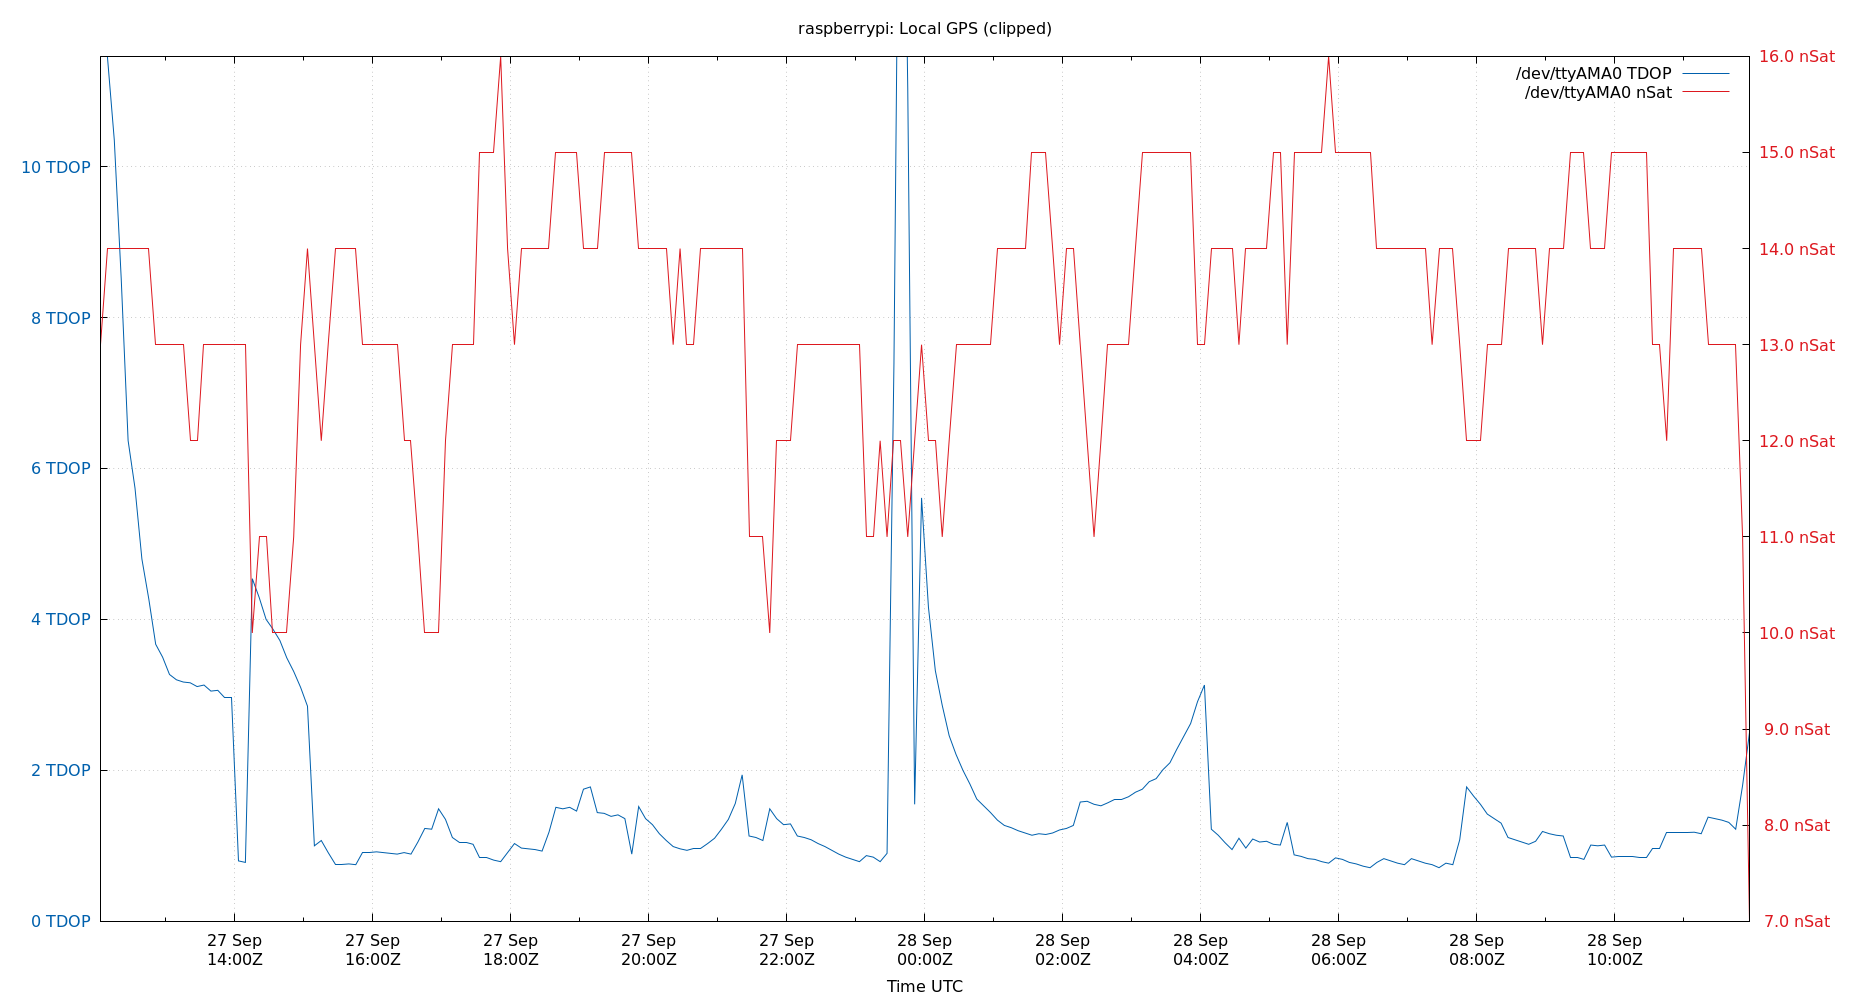 raspberrypi: Local GPS (clipped)
/dev/ttyAMA0 TDOP
/dev/ttyAMA0 nSat
10 TDOP
8 TDOP
6 TDOP
4 TDOP
2 TDOP
0 TDOP
16.0 nSat
15.0 nSat
14.0 nSat
13.0 nSat
12.0 nSat
11.0 nSat
10.0 nSat
9.0 nSat
8.0 nSat
7.0 nSat
27 Sep
14:00Z
27 Sep
16:00Z
27 Sep
18:00Z
27 Sep
20:00Z
27 Sep
22:00Z
28 Sep
00:00Z
28 Sep
02:00Z
28 Sep
04:00Z
28 Sep
06:00Z
28 Sep
08:00Z
28 Sep
10:00Z
Time UTC